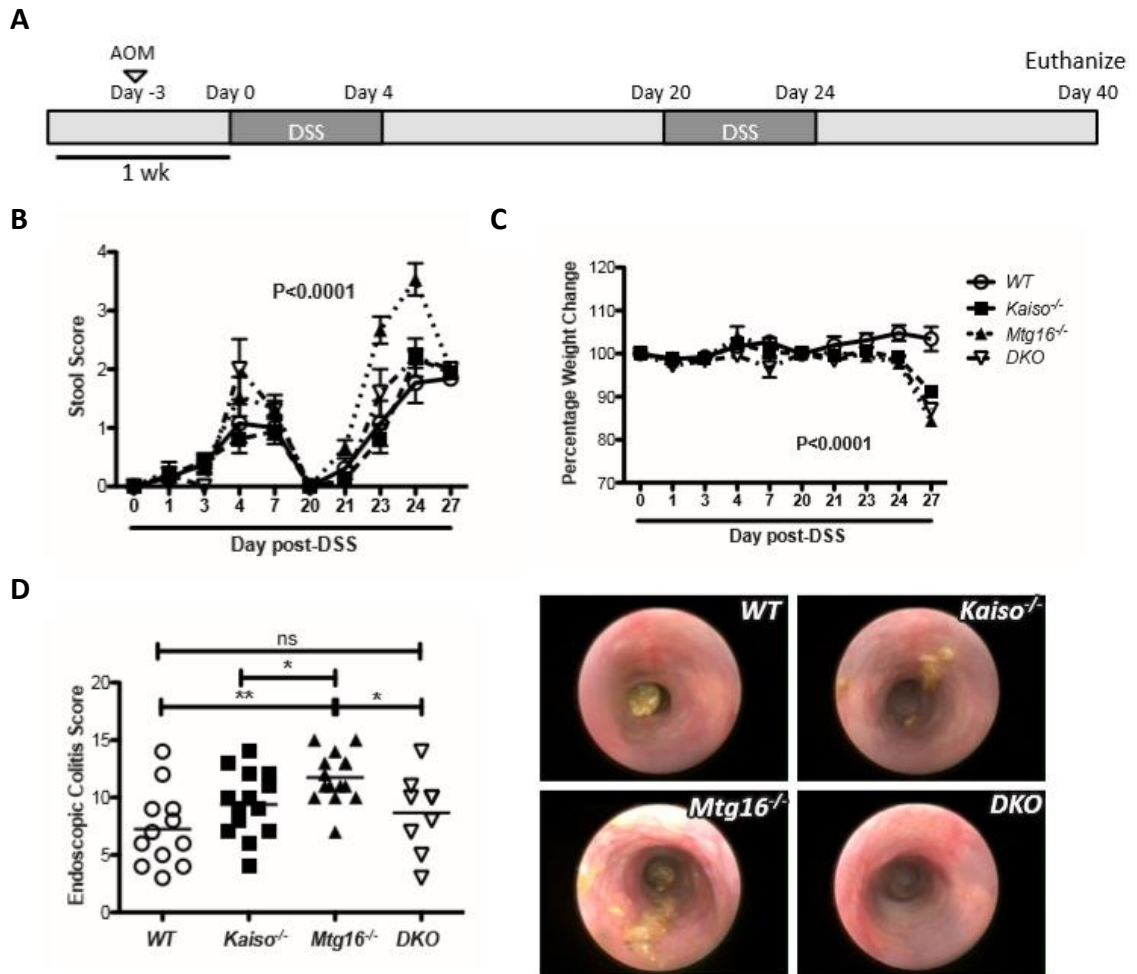 A
AOM
Euthanize
Day -3 Day 0 Day 4 Day 20 Day 24 Day 40
DSS DSS
1 wk
B
Stool Score
4
3
2
1
0
P<0.0001
0 1 3 4 7 20 21 23 24 27
Day post-DSS
C
Percentage Weight Change
120
110
100
90
80
70
P<0.0001
0 1 3 4 7 20 21 23 24 27
Day post-DSS
WT
Kaiso-/-
Mtg16-/-
DKO
D
Endoscopic Colitis Score
20
15
10
5
0
ns
*
** *
WT Kaiso-/- Mtg16-/- DKO
WT
Kaiso-/-
Mtg16-/-
DKO